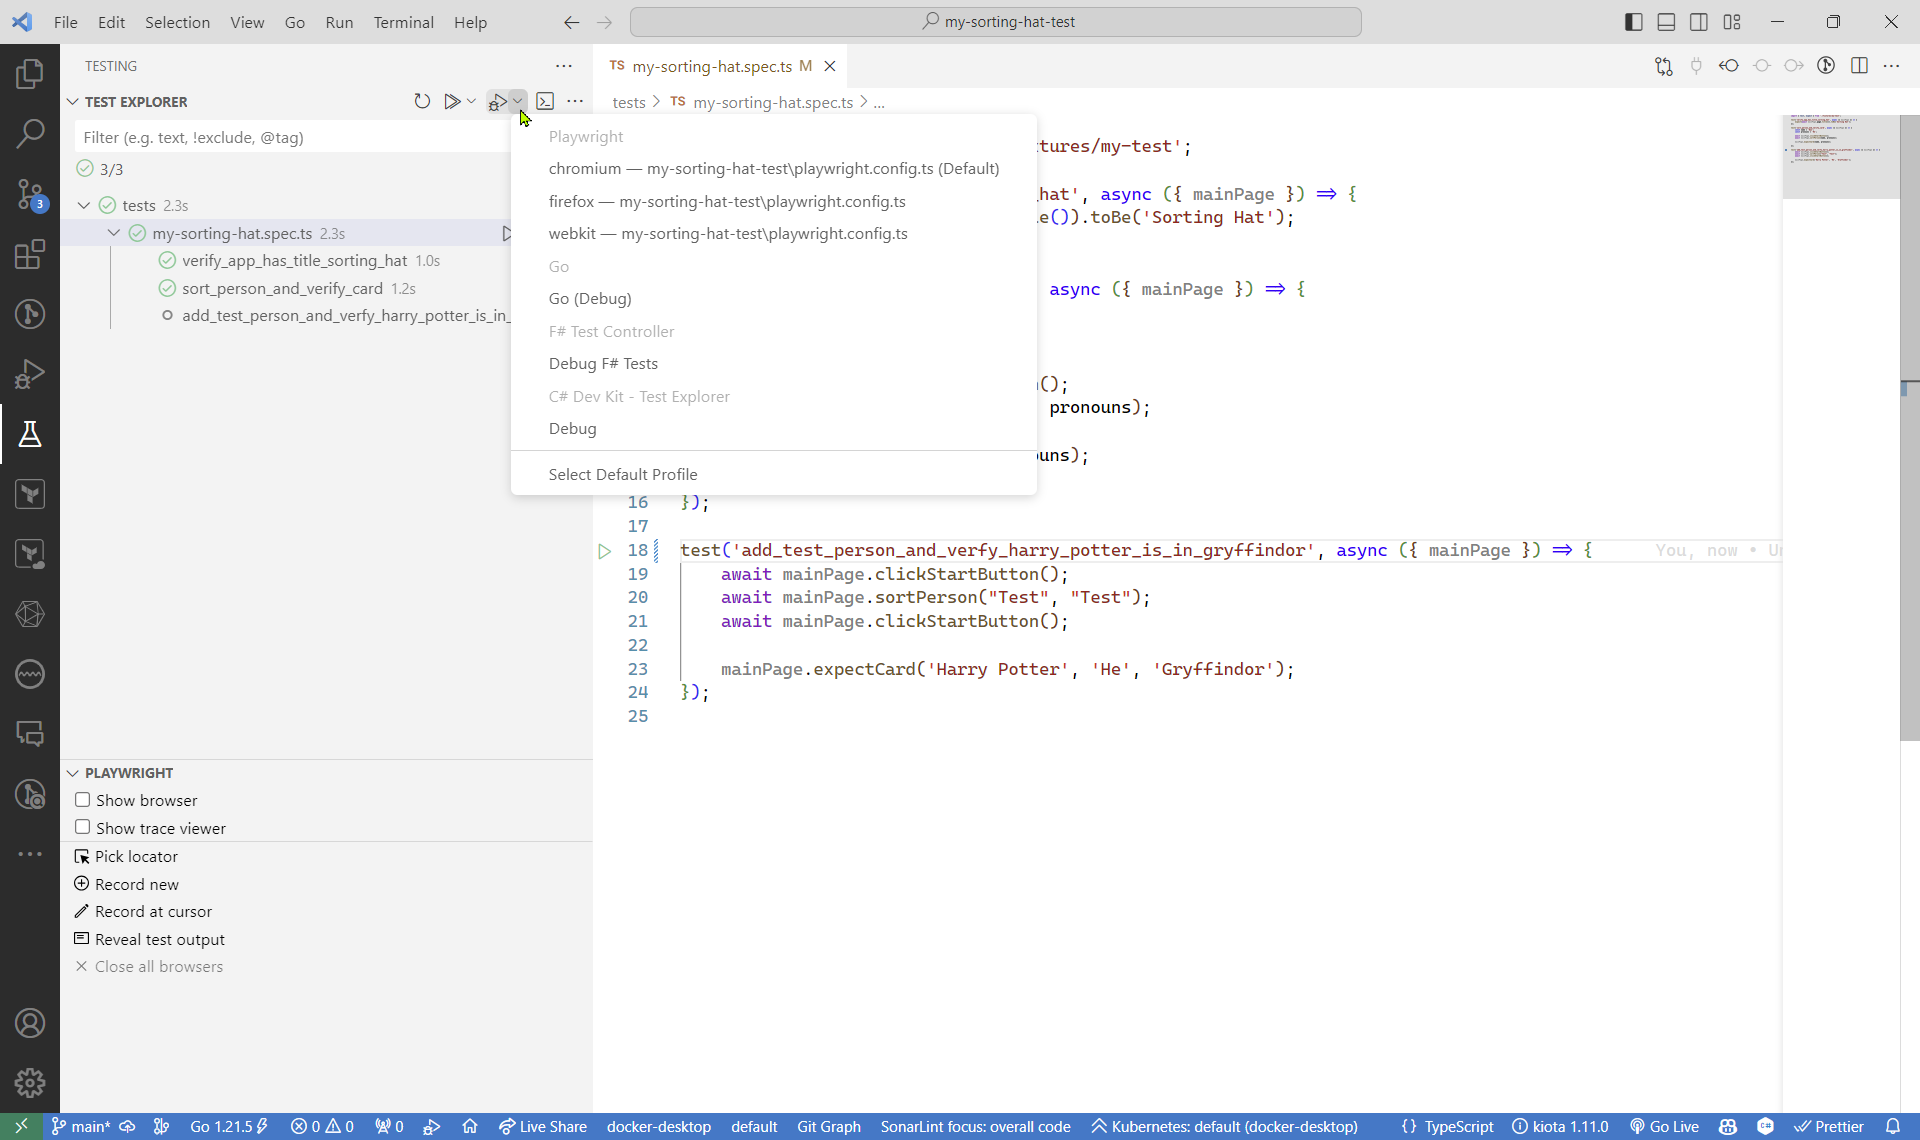 File Edit Selection View Go Run Terminal Help
my-sorting-hat-test
TESTING
TEST EXPLORER
Filter (e.g. text, !exclude, @tag)
3/3
tests 2.3s
my-sorting-hat.spec.ts 2.3s
verify_app_has_title_sorting_hat 1.0s
sort_person_and_verify_card 1.2s
add_test_person_and_verfy_harry_potter_is_in_
3
PLAYWRIGHT
Show browser
Show trace viewer
Pick locator
Record new
Record at cursor
Reveal test output
Close all browsers
Playwright
chromium — my-sorting-hat-test\playwright.config.ts (Default)
firefox — my-sorting-hat-test\playwright.config.ts
webkit — my-sorting-hat-test\playwright.config.ts
Go
Go (Debug)
F# Test Controller
Debug F# Tests
C# Dev Kit - Test Explorer
Debug
Select Default Profile
TS my-sorting-hat.spec.ts M
tests > TS my-sorting-hat.spec.ts > ...
tures/my-test';
hat', async ({ mainPage }) => {
e()).toBe('Sorting Hat');
async ({ mainPage }) => {
();
pronouns);
uns);
16 });
17
18 test('add_test_person_and_verfy_harry_potter_is_in_gryffindor', async ({ mainPage }) => { You, now • Un
19 await mainPage.clickStartButton();
20 await mainPage.sortPerson("Test", "Test");
21 await mainPage.clickStartButton();
22
23 mainPage.expectCard('Harry Potter', 'He', 'Gryffindor');
24 });
25
main* Go 1.21.5 0 0 0 Live Share docker-desktop default Git Graph SonarLint focus: overall code Kubernetes: default (docker-desktop) {} TypeScript kiota 1.11.0 Go Live Prettier